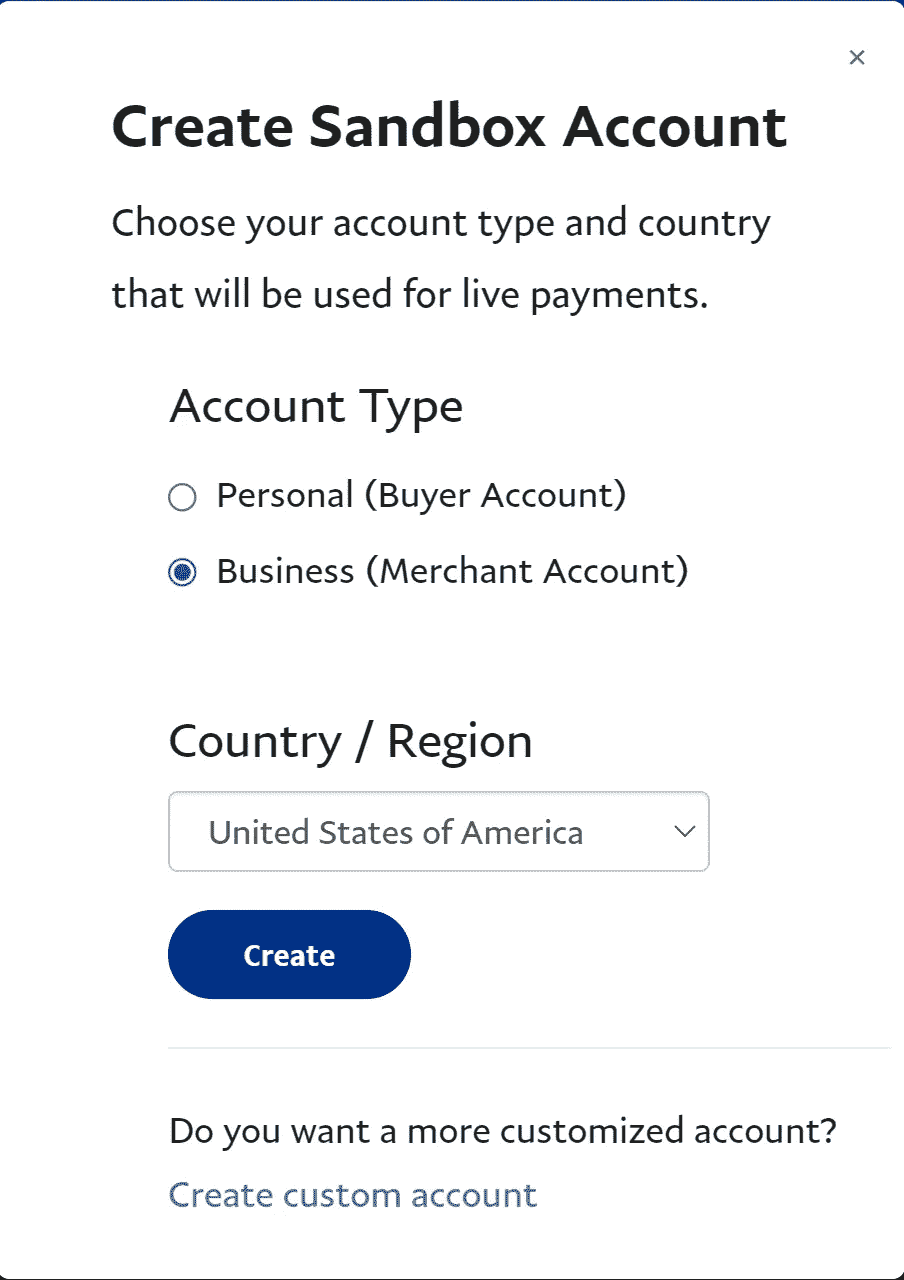 Create Sandbox Account
Choose your account type and country
that will be used for live payments.
Account Type
Personal (Buyer Account)
Business (Merchant Account)
Country / Region
United States of America
Create
Do you want a more customized account?
Create custom account